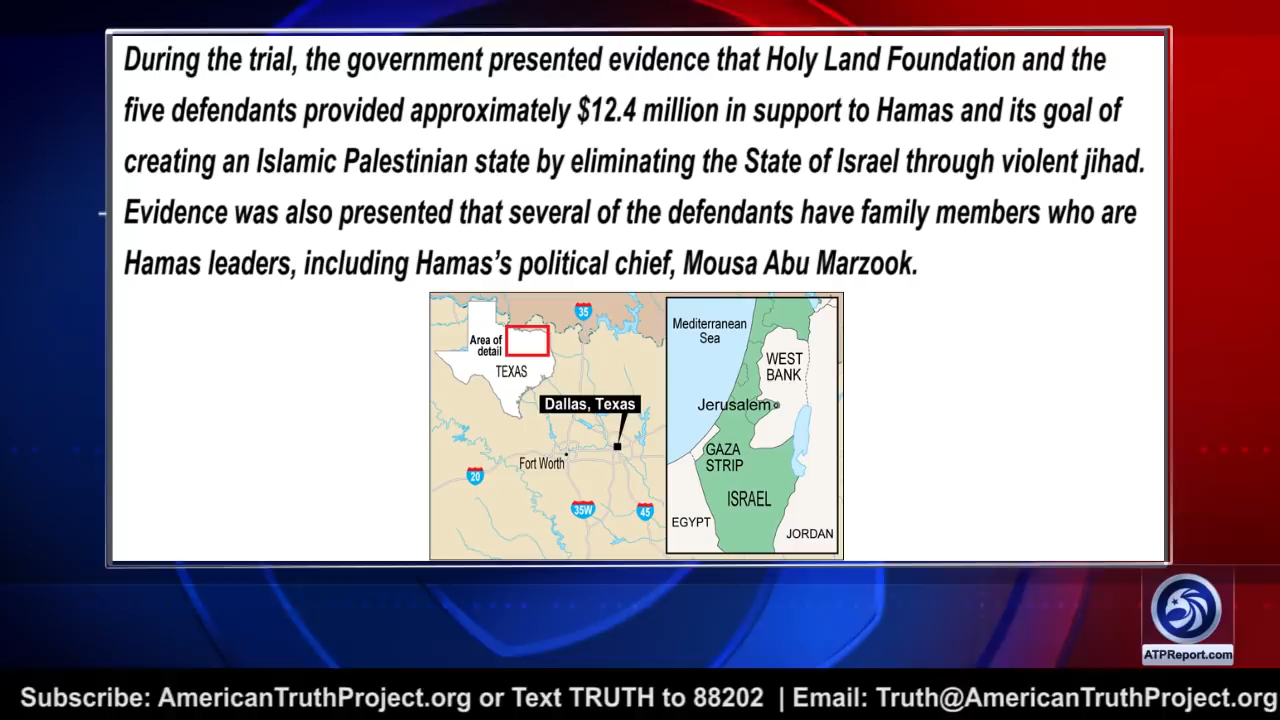 During the trial, the government presented evidence that Holy Land Foundation and the
five defendants provided approximately $12.4 million in support to Hamas and its goal of
creating an Islamic Palestinian state by eliminating the State of Israel through violent jihad.
Evidence was also presented that several of the defendants have family members who are
Hamas leaders, including Hamas's political chief, Mousa Abu Marzook.
35
Area of
detail
TEXAS
Dallas, Texas
Fort Worth
20
35W
45
Mediterranean
Sea
WEST
BANK
Jerusalem
GAZA
STRIP
ISRAEL
EGYPT
JORDAN
ATPReport.com
Subscribe: AmericanTruthProject.org or Text TRUTH to 88202 | Email: Truth@AmericanTruthProject.org